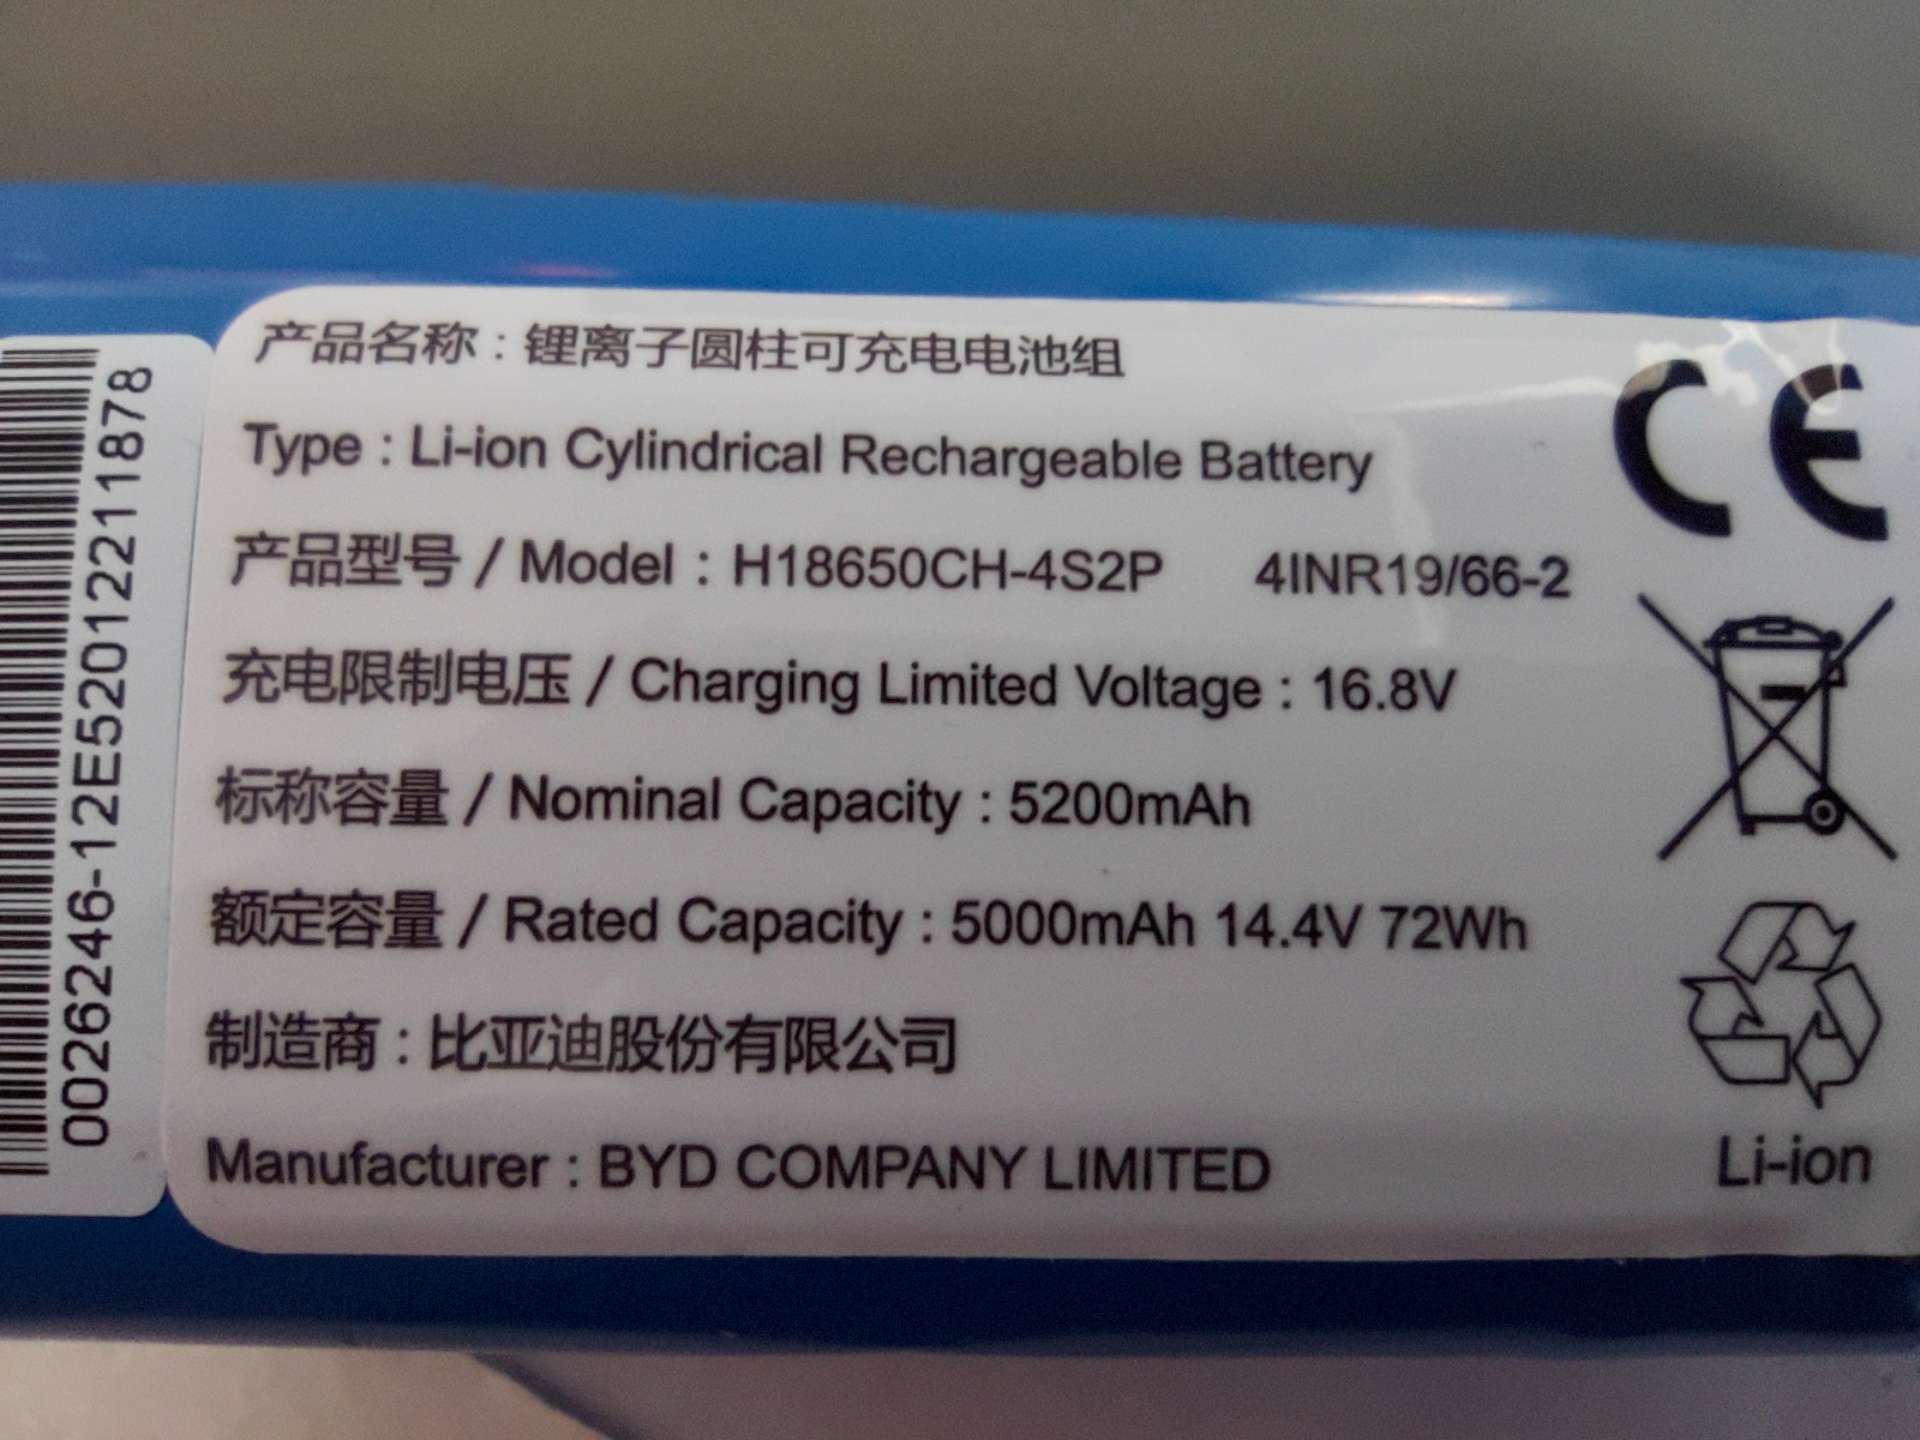 产品名称：锂离子圆柱可充电电池组
Type : Li-ion Cylindrical Rechargeable Battery
产品型号 / Model : H18650CH-4S2P 4INR19/66-2
充电限制电压 / Charging Limited Voltage : 16.8V
标称容量 / Nominal Capacity : 5200mAh
额定容量 / Rated Capacity : 5000mAh 14.4V 72Wh
制造商：比亚迪股份有限公司
Manufacturer : BYD COMPANY LIMITED
CE
Li-ion
0026246-12E52012211878